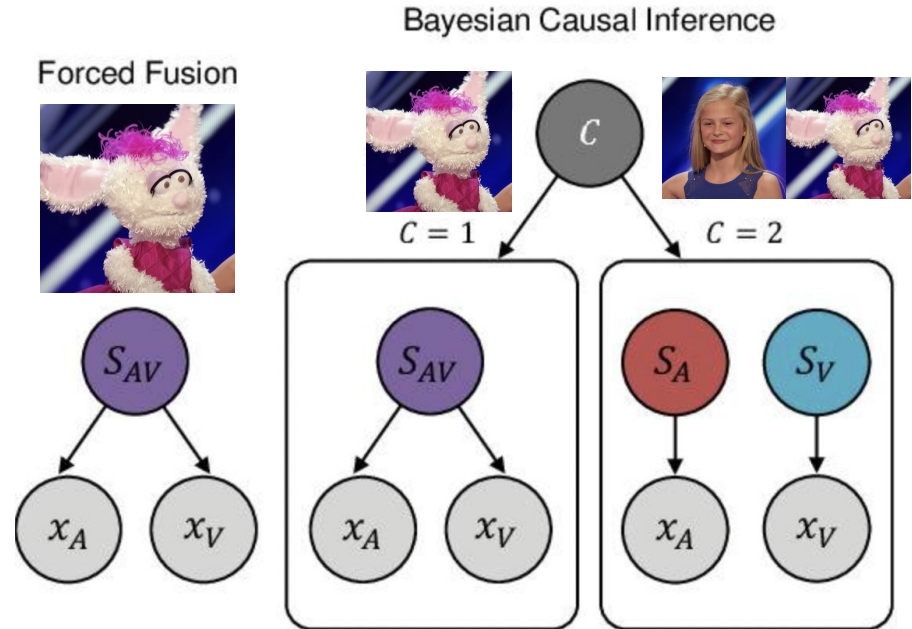 Bayesian Causal Inference
Forced Fusion
C
C = 1
C = 2
S_AV
S_AV
S_A
S_V
x_A
x_V
x_A
x_V
x_A
x_V